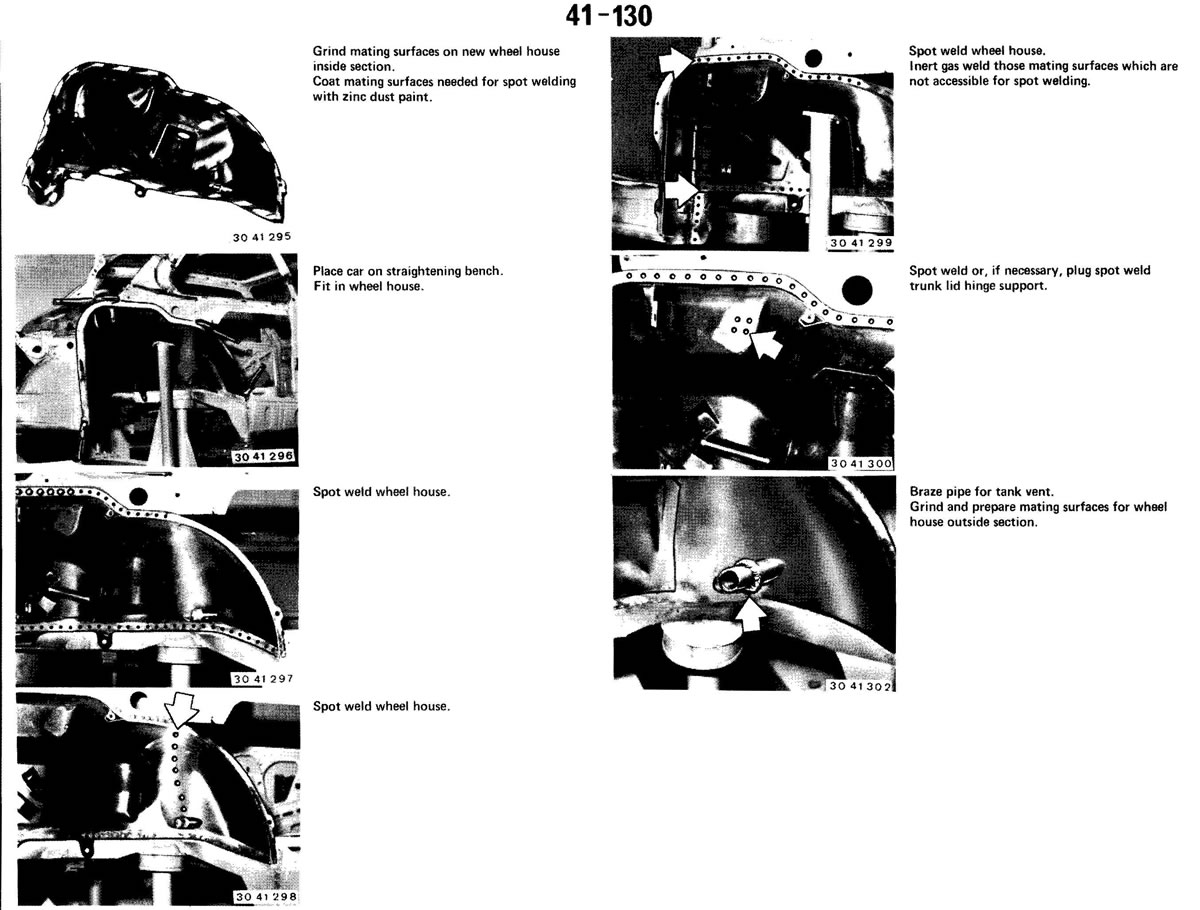 41-130
Grind mating surfaces on new wheel house
inside section.
Coat mating surfaces needed for spot welding
with zinc dust paint.
30 41 295
Place car on straightening bench.
Fit in wheel house.
30 41 296
Spot weld wheel house.
30 41 297
Spot weld wheel house.
30 41 298
Spot weld wheel house.
Inert gas weld those mating surfaces which are
not accessible for spot welding.
30 41 299
Spot weld or, if necessary, plug spot weld
trunk lid hinge support.
30 41 300
Braze pipe for tank vent.
Grind and prepare mating surfaces for wheel
house outside section.
30 41 302